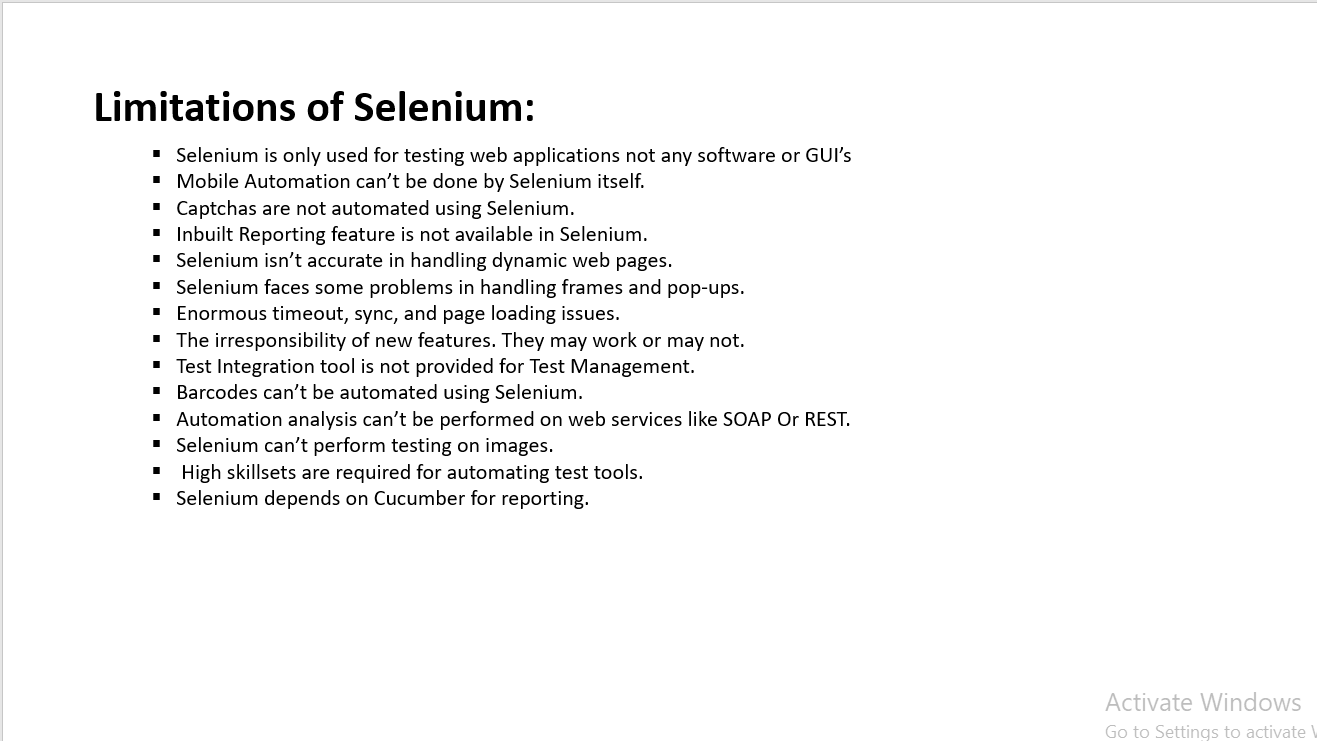 Limitations of Selenium:
▪ Selenium is only used for testing web applications not any software or GUI’s
▪ Mobile Automation can’t be done by Selenium itself.
▪ Captchas are not automated using Selenium.
▪ Inbuilt Reporting feature is not available in Selenium.
▪ Selenium isn’t accurate in handling dynamic web pages.
▪ Selenium faces some problems in handling frames and pop-ups.
▪ Enormous timeout, sync, and page loading issues.
▪ The irresponsibility of new features. They may work or may not.
▪ Test Integration tool is not provided for Test Management.
▪ Barcodes can’t be automated using Selenium.
▪ Automation analysis can’t be performed on web services like SOAP Or REST.
▪ Selenium can’t perform testing on images.
▪ High skillsets are required for automating test tools.
▪ Selenium depends on Cucumber for reporting.
Activate Windows
Go to Settings to activate